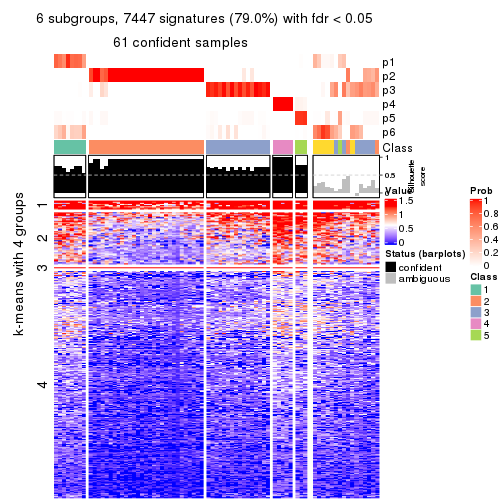 6 subgroups, 7447 signatures (79.0%) with fdr < 0.05
61 confident samples
p1
p2
p3
p4
p5
p6
Class
1
0.5
0
Silhouette
score
k-means with 4 groups
1
2
3
4
Value
1.5
1
0.5
0
Status (barplots)
confident
ambiguous
Prob
1
0.8
0.6
0.4
0.2
0
Class
1
2
3
4
5